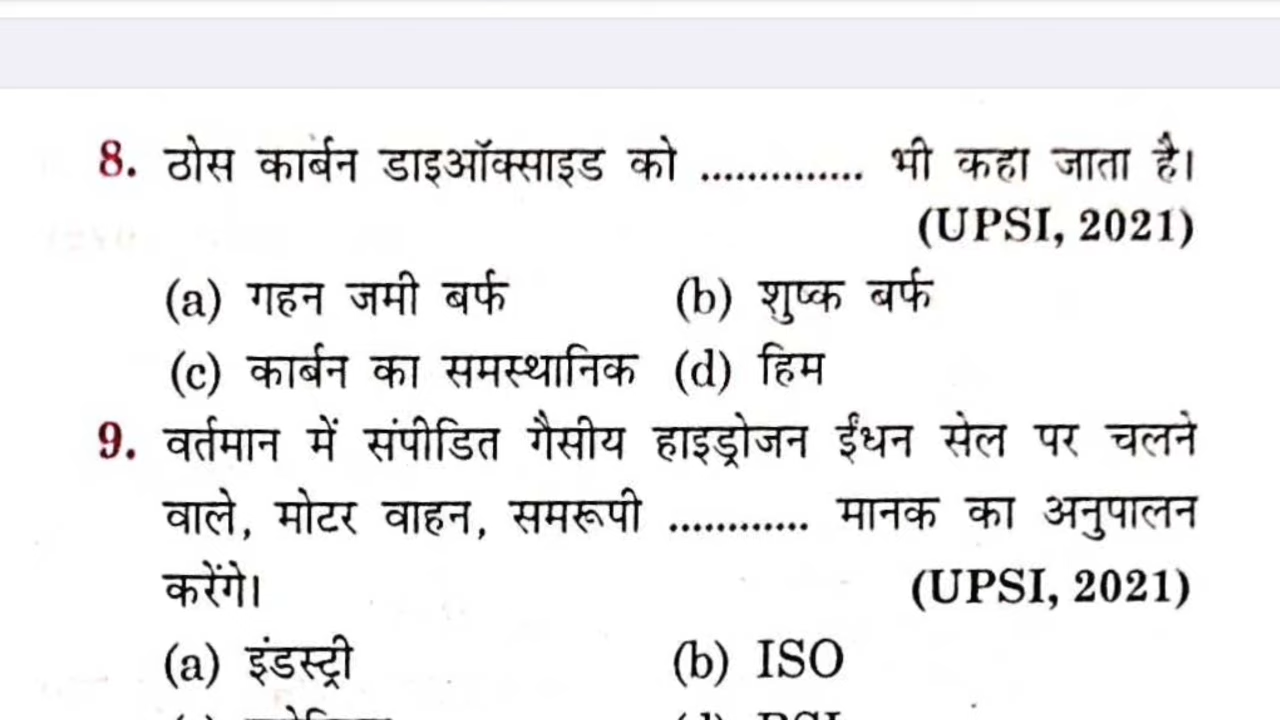 8. ठोस कार्बन डाइऑक्साइड को .............. भी कहा जाता है।
(UPSI, 2021)
(a) गहन जमी बर्फ (b) शुष्क बर्फ
(c) कार्बन का समस्थानिक (d) हिम
9. वर्तमान में संपीडित गैसीय हाइड्रोजन ईंधन सेल पर चलने
वाले, मोटर वाहन, समरूपी ............ मानक का अनुपालन
करेंगे।
(UPSI, 2021)
(a) इंडस्ट्री (b) ISO